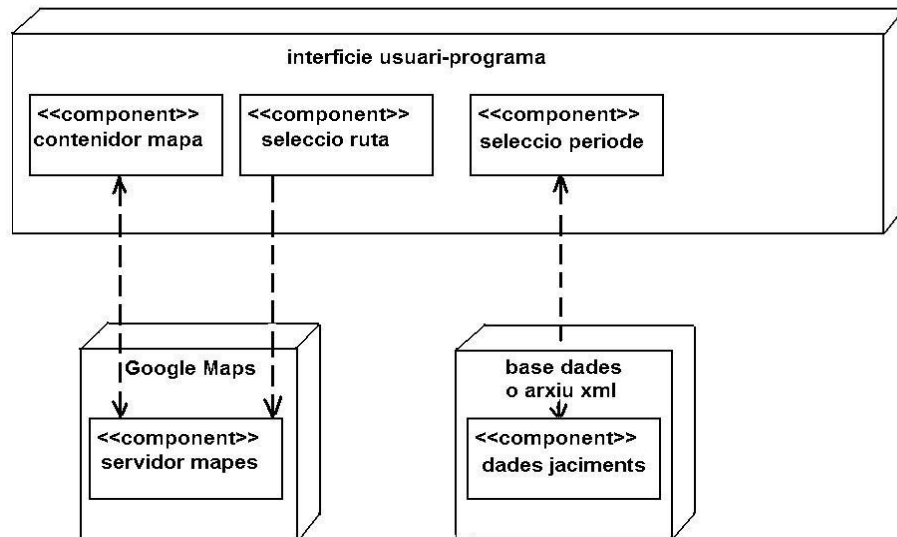 interficie usuari-programa
<<component>>
contenidor mapa
<<component>>
seleccio ruta
<<component>>
seleccio periode
Google Maps
<<component>>
servidor mapes
base dades
o arxiu xml
<<component>>
dades jaciments